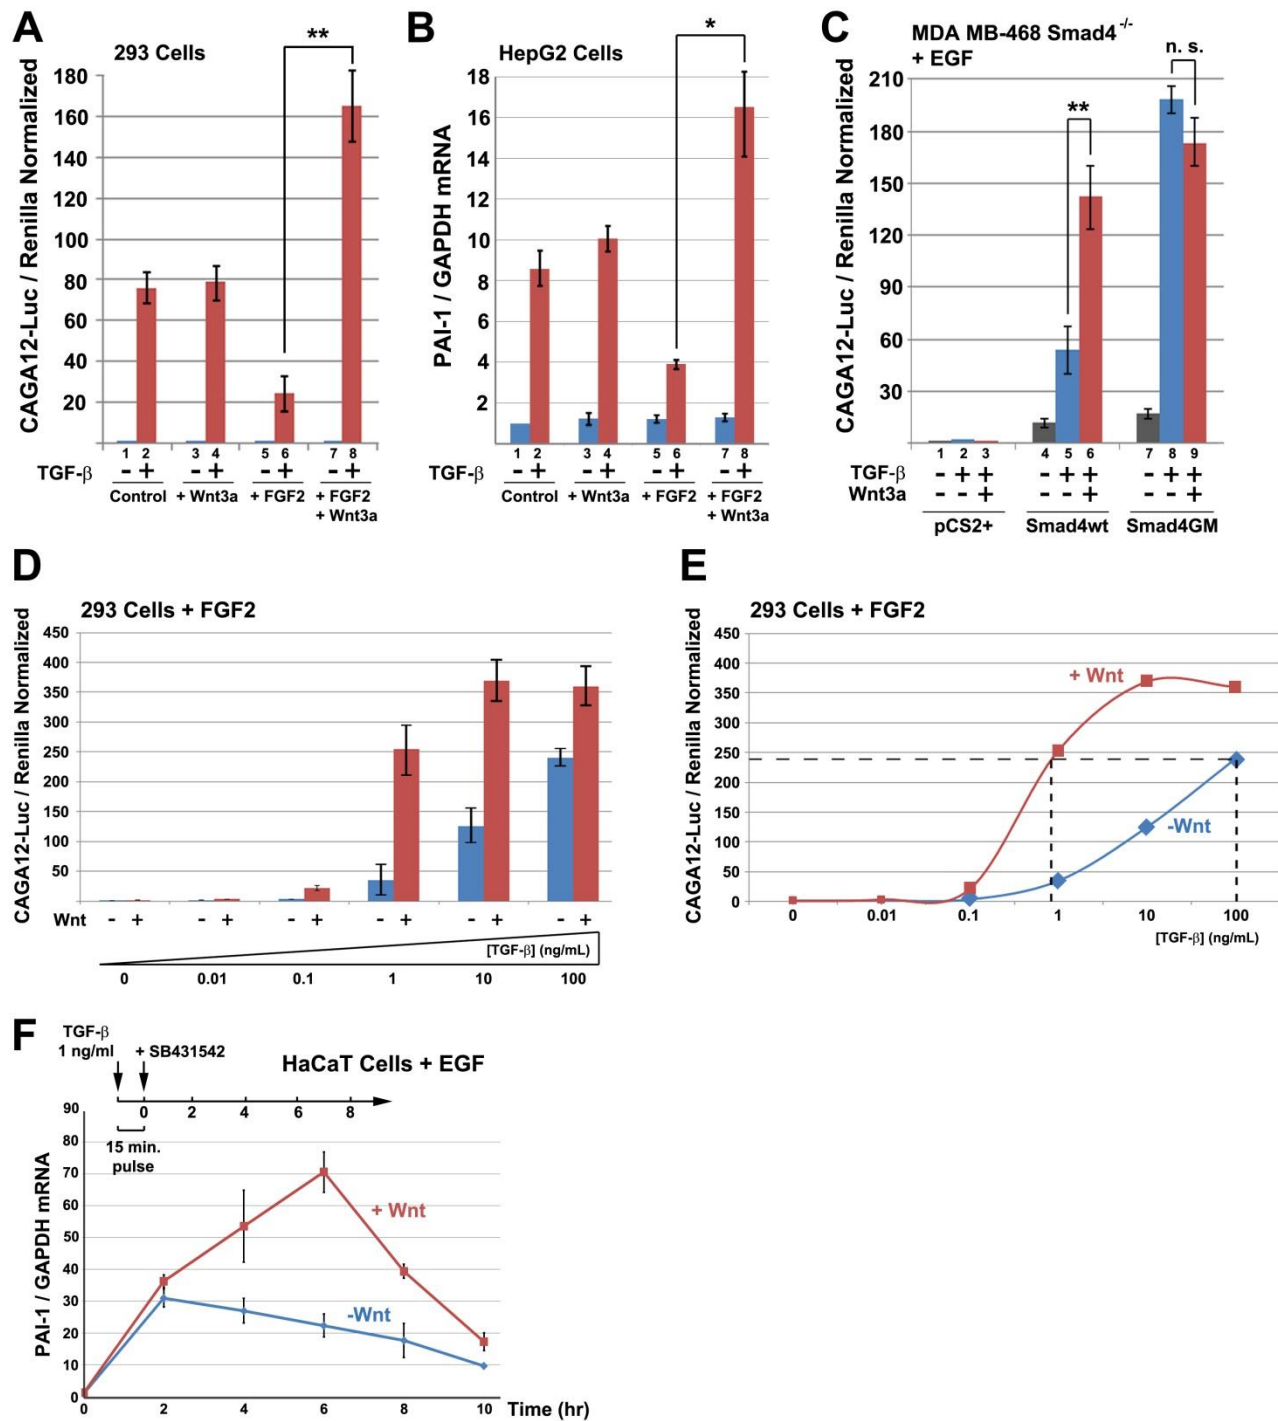 A
293 Cells
**
CAGA12-Luc / Renilla Normalized
180
160
140
120
100
80
60
40
20
1 2 3 4 5 6 7 8
TGF-β - + - + - + - +
Control + Wnt3a + FGF2 + FGF2
+ Wnt3a
B
HepG2 Cells
*
PAI-1 / GAPDH mRNA
18
16
14
12
10
8
6
4
2
1 2 3 4 5 6 7 8
TGF-β - + - + - + - +
Control + Wnt3a + FGF2 + FGF2
+ Wnt3a
C
MDA MB-468 Smad4 -/-
+ EGF
n. s.
**
CAGA12-Luc / Renilla Normalized
210
180
150
120
90
60
30
1 2 3 4 5 6 7 8 9
TGF-β - + + - + + - + +
Wnt3a - - + - - + - - +
pCS2+ Smad4wt Smad4GM
D
293 Cells + FGF2
CAGA12-Luc / Renilla Normalized
450
400
350
300
250
200
150
100
50
Wnt - + - + - + - + - + - +
[TGF-β] (ng/mL)
0 0.01 0.1 1 10 100
E
293 Cells + FGF2
CAGA12-Luc / Renilla Normalized
450
400
350
300
250
200
150
100
50
0
+ Wnt
-Wnt
0 0.01 0.1 1 10 100
[TGF-β] (ng/mL)
F
TGF-β
1 ng/ml + SB431542
HaCaT Cells + EGF
0 2 4 6 8
15 min.
pulse
PAI-1 / GAPDH mRNA
90
80
70
60
50
40
30
20
10
0
+ Wnt
-Wnt
0 2 4 6 8 10 Time (hr)